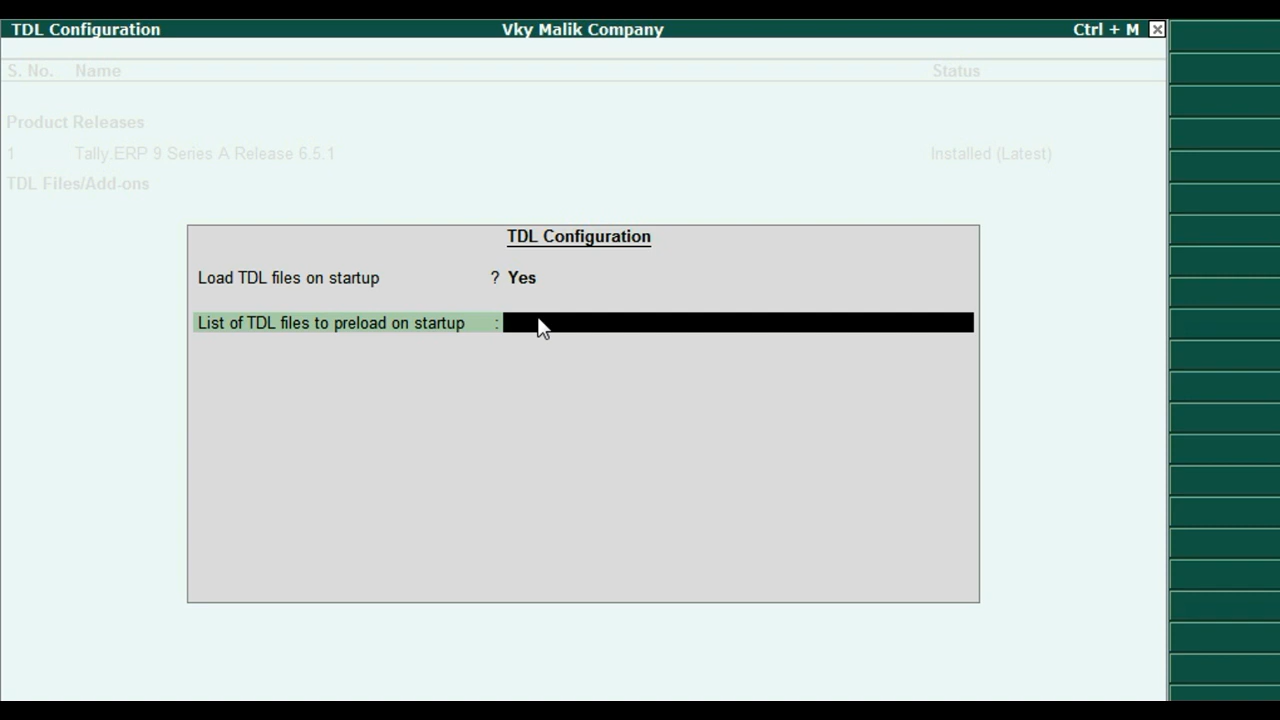 TDL Configuration Vky Malik Company Ctrl + M
S. No. Name Status
Product Releases
1 Tally.ERP 9 Series A Release 6.5.1 Installed (Latest)
TDL Files/Add-ons
TDL Configuration
Load TDL files on startup ? Yes
List of TDL files to preload on startup :